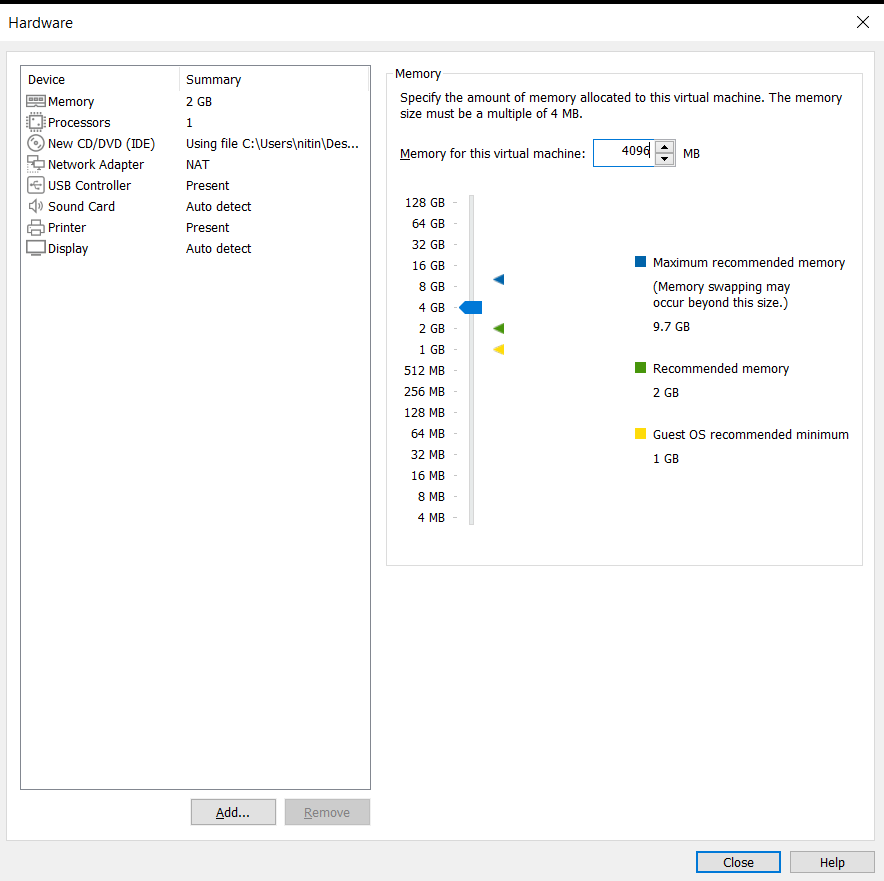 Hardware
Device Summary
Memory 2 GB
Processors 1
New CD/DVD (IDE) Using file C:\Users\nitin\Des...
Network Adapter NAT
USB Controller Present
Sound Card Auto detect
Printer Present
Display Auto detect
Add...
Remove
Memory
Specify the amount of memory allocated to this virtual machine. The memory
size must be a multiple of 4 MB.
Memory for this virtual machine: 4096 MB
128 GB
64 GB
32 GB
16 GB
8 GB
4 GB
2 GB
1 GB
512 MB
256 MB
128 MB
64 MB
32 MB
16 MB
8 MB
4 MB
Maximum recommended memory
(Memory swapping may
occur beyond this size.)
9.7 GB
Recommended memory
2 GB
Guest OS recommended minimum
1 GB
Close
Help